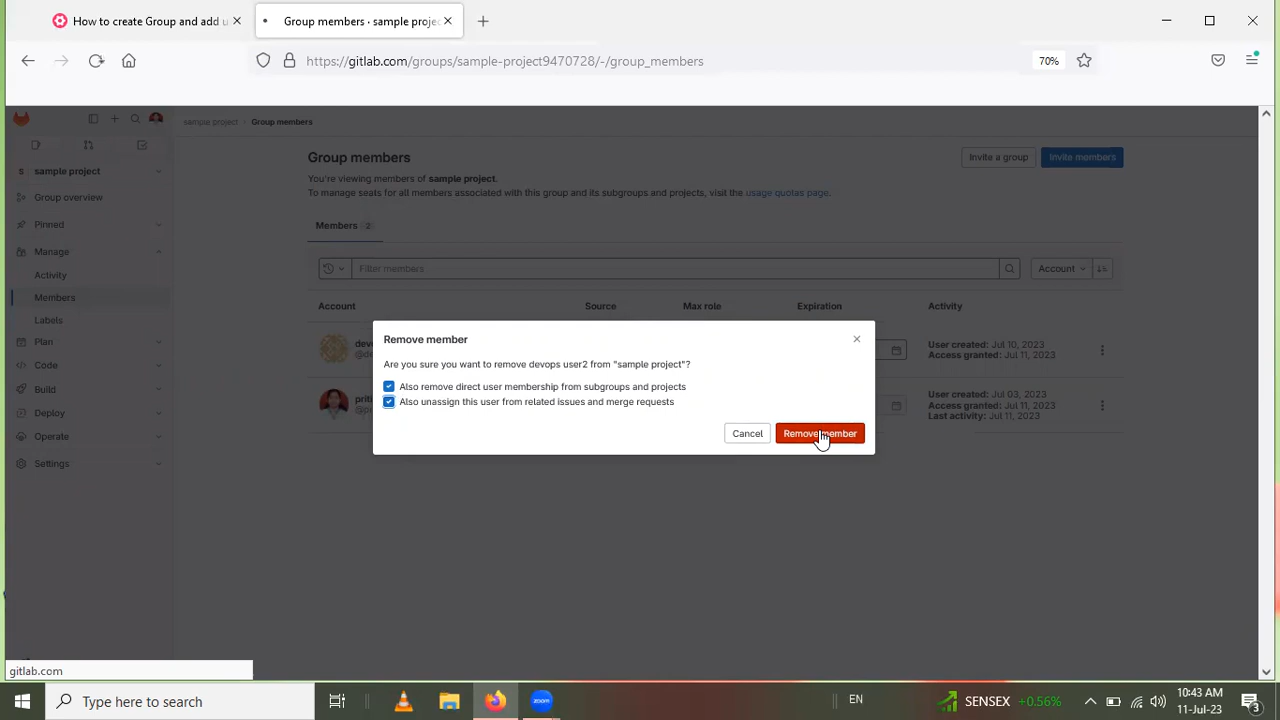 How to create Group and add u
Group members · sample projec
https://gitlab.com/groups/sample-project9470728/-/group_members
70%
sample project
Group members
S sample project
Group overview
Pinned
Manage
Activity
Members
Labels
Plan
Code
Build
Deploy
Operate
Settings
Group members
Invite a group
Invite members
You're viewing members of sample project.
To manage seats for all members associated with this group and its subgroups and projects, visit the usage quotas page.
Members 2
Filter members
Account
Account
Source
Max role
Expiration
Activity
User created: Jul 10, 2023
Access granted: Jul 11, 2023
User created: Jul 03, 2023
Access granted: Jul 11, 2023
Last activity: Jul 11, 2023
Remove member
Are you sure you want to remove devops user2 from "sample project"?
Also remove direct user membership from subgroups and projects
Also unassign this user from related issues and merge requests
Cancel
Remove member
gitlab.com
Type here to search
zoom
SENSEX +0.56%
EN
10:43 AM
11-Jul-23
3